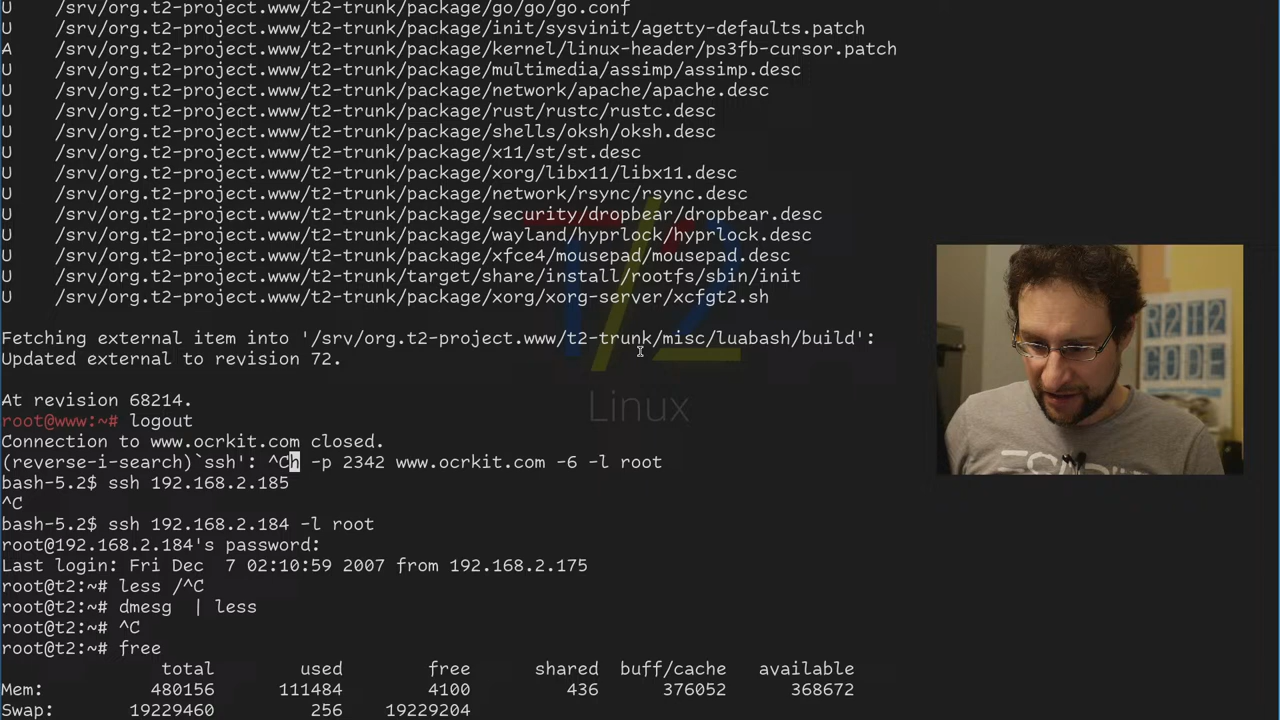 U    /srv/org.t2-project.www/t2-trunk/package/go/go/go.conf
U    /srv/org.t2-project.www/t2-trunk/package/init/sysvinit/agetty-defaults.patch
A    /srv/org.t2-project.www/t2-trunk/package/kernel/linux-header/ps3fb-cursor.patch
U    /srv/org.t2-project.www/t2-trunk/package/multimedia/assimp/assimp.desc
U    /srv/org.t2-project.www/t2-trunk/package/network/apache/apache.desc
U    /srv/org.t2-project.www/t2-trunk/package/rust/rustc/rustc.desc
U    /srv/org.t2-project.www/t2-trunk/package/shells/oksh/oksh.desc
U    /srv/org.t2-project.www/t2-trunk/package/x11/st/st.desc
U    /srv/org.t2-project.www/t2-trunk/package/xorg/libx11/libx11.desc
U    /srv/org.t2-project.www/t2-trunk/package/network/rsync/rsync.desc
U    /srv/org.t2-project.www/t2-trunk/package/security/dropbear/dropbear.desc
U    /srv/org.t2-project.www/t2-trunk/package/wayland/hyprlock/hyprlock.desc
U    /srv/org.t2-project.www/t2-trunk/package/xfce4/mousepad/mousepad.desc
U    /srv/org.t2-project.www/t2-trunk/target/share/install/rootfs/sbin/init
U    /srv/org.t2-project.www/t2-trunk/package/xorg/xorg-server/xcfgt2.sh
Fetching external item into '/srv/org.t2-project.www/t2-trunk/misc/luabash/build':
Updated external to revision 72.
At revision 68214.
root@www:~# logout
Connection to www.ocrkit.com closed.
(reverse-i-search)`ssh': ^Ch -p 2342 www.ocrkit.com -6 -l root
bash-5.2$ ssh 192.168.2.185
^C
bash-5.2$ ssh 192.168.2.184 -l root
root@192.168.2.184's password:
Last login: Fri Dec  7 02:10:59 2007 from 192.168.2.175
root@t2:~# less /^C
root@t2:~# dmesg  | less
root@t2:~# ^C
root@t2:~# free
total used free shared buff/cache available
Mem: 480156 111484 4100 436 376052 368672
Swap: 19229460 256 19229204
T/2
Linux
R2T2
CODE